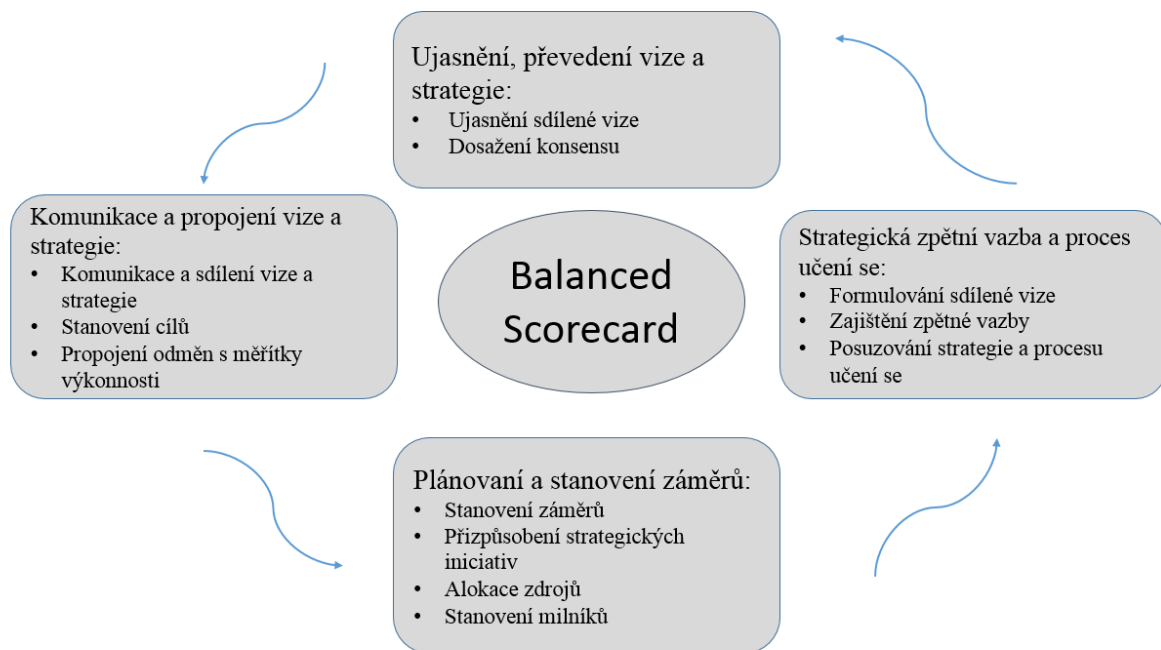 Ujasnění, převedení vize a
strategie:
• Ujasnění sdílené vize
• Dosažení konsensu
Komunikace a propojení vize a
strategie:
• Komunikace a sdílení vize a
strategie
• Stanovení cílů
• Propojení odměn s měřítky
výkonnosti
Balanced
Scorecard
Strategická zpětní vazba a proces
učení se:
• Formulování sdílené vize
• Zajištění zpětné vazby
• Posuzování strategie a procesu
učení se
Plánovaní a stanovení záměrů:
• Stanovení záměrů
• Přizpůsobení strategických
iniciativ
• Alokace zdrojů
• Stanovení milníků